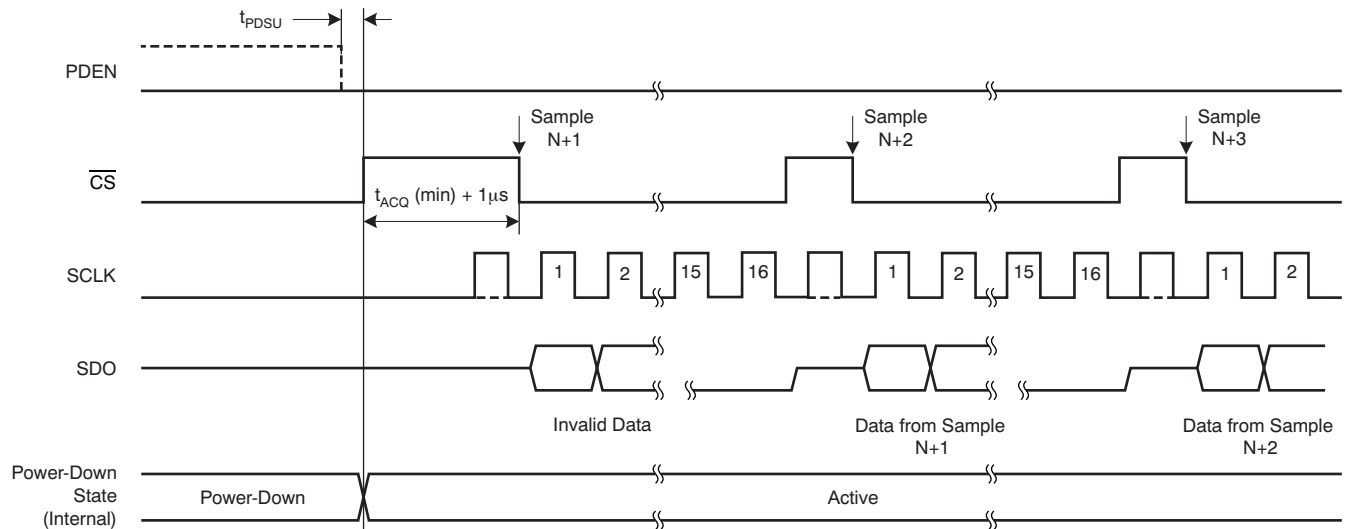 tPDSU
PDEN
Sample
N+1
Sample
N+2
Sample
N+3
CS
tACQ (min) + 1μs
SCLK
1
2
15
16
1
2
15
16
1
2
SDO
Invalid Data
Data from Sample
N+1
Data from Sample
N+2
Power-Down
State
(Internal)
Power-Down
Active